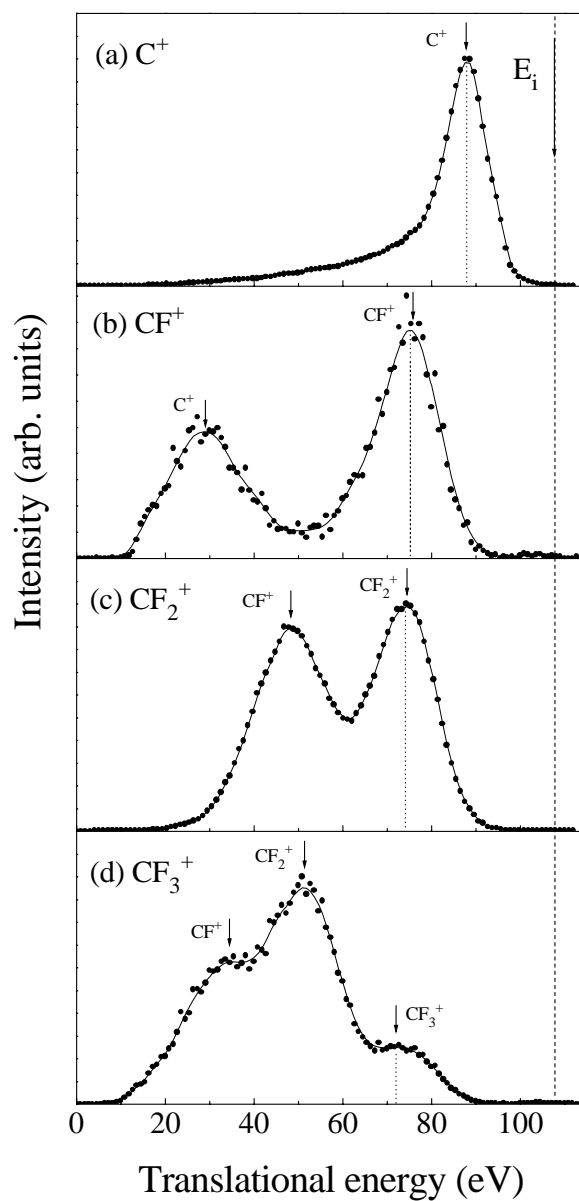 (a) C⁺
C⁺
Eᵢ
(b) CF⁺
CF⁺
C⁺
Intensity (arb. units)
(c) CF₂⁺
CF⁺
CF₂⁺
(d) CF₃⁺
CF₂⁺
CF⁺
CF₃⁺
0 20 40 60 80 100
Translational energy (eV)